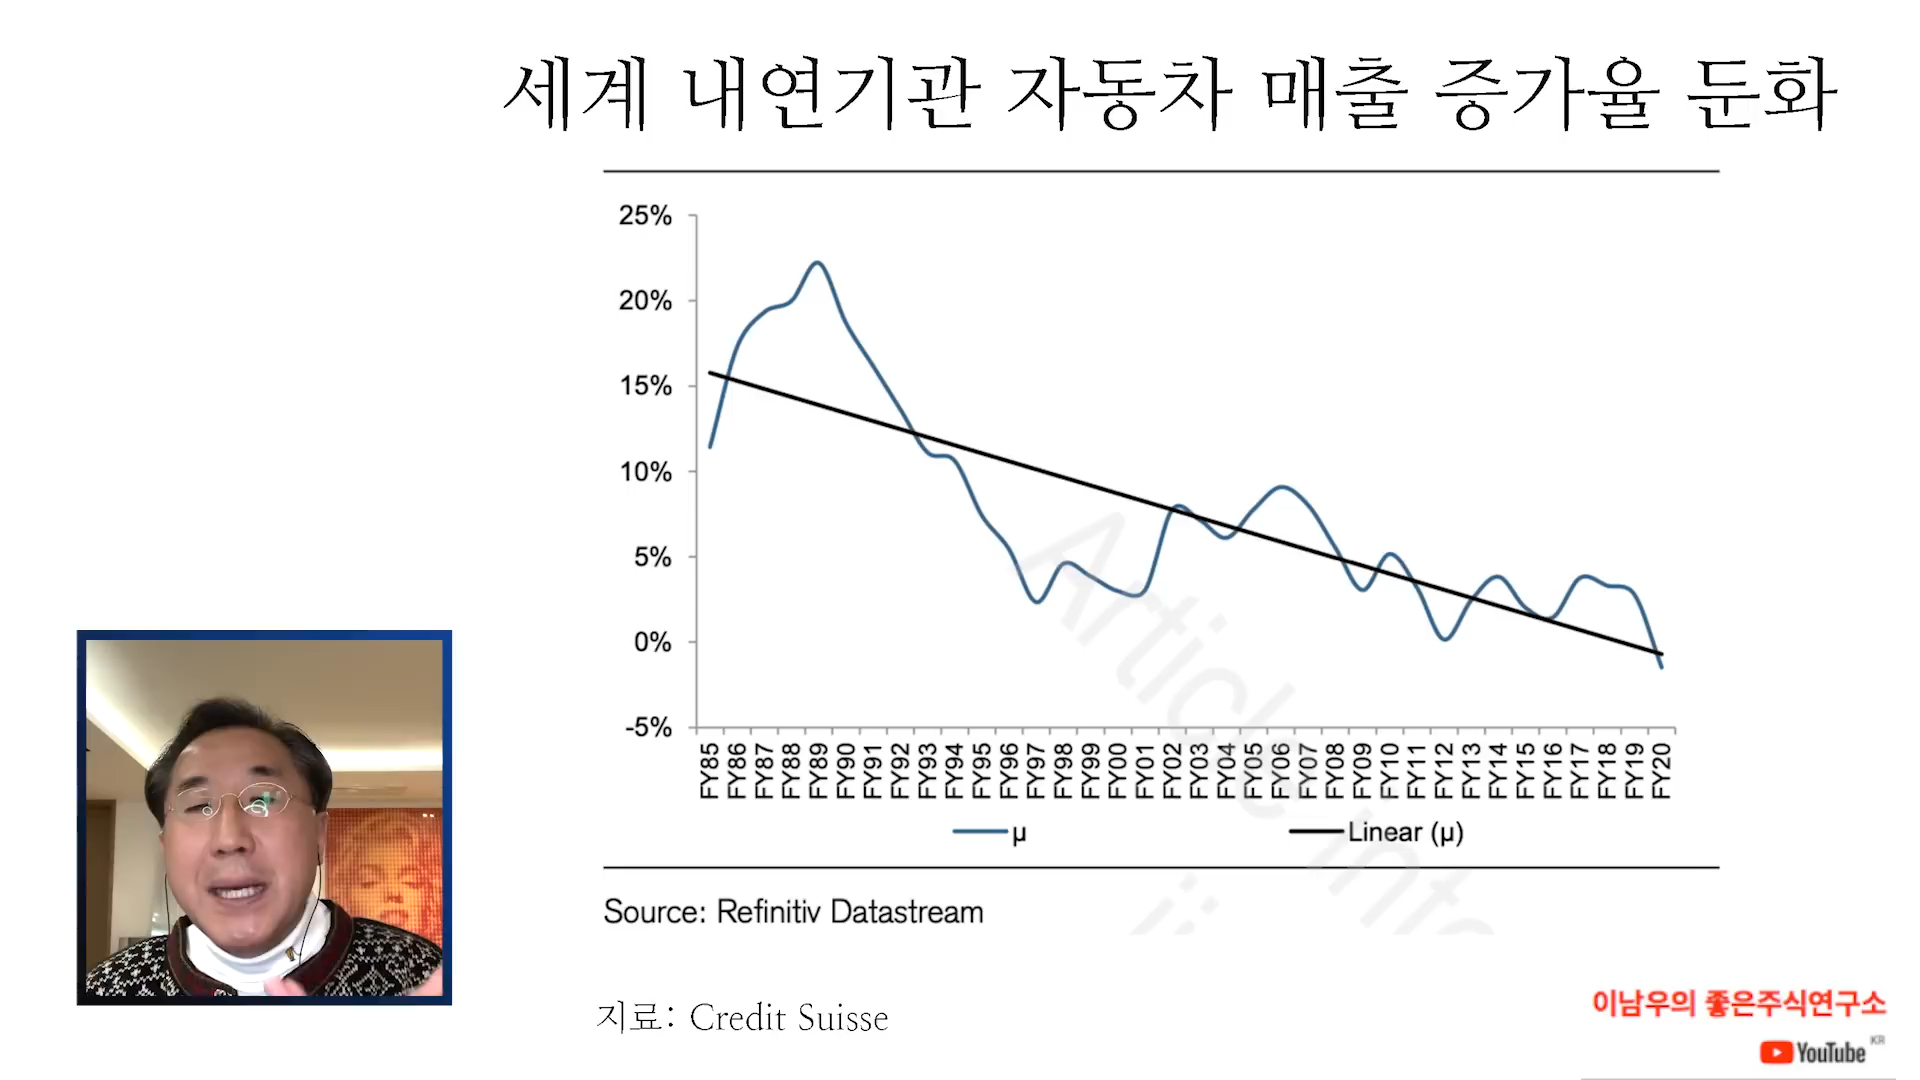 세계 내연기관 자동차 매출 증가율 둔화
25%
20%
15%
10%
5%
0%
-5%
FY85 FY86 FY87 FY88 FY89 FY90 FY91 FY92 FY93 FY94 FY95 FY96 FY97 FY98 FY99 FY00 FY01 FY02 FY03 FY04 FY05 FY06 FY07 FY08 FY09 FY10 FY11 FY12 FY13 FY14 FY15 FY16 FY17 FY18 FY19 FY20
μ Linear (μ)
Article
Source: Refinitiv Datastream
지료: Credit Suisse
이남우의 좋은주식연구소
YouTube KR